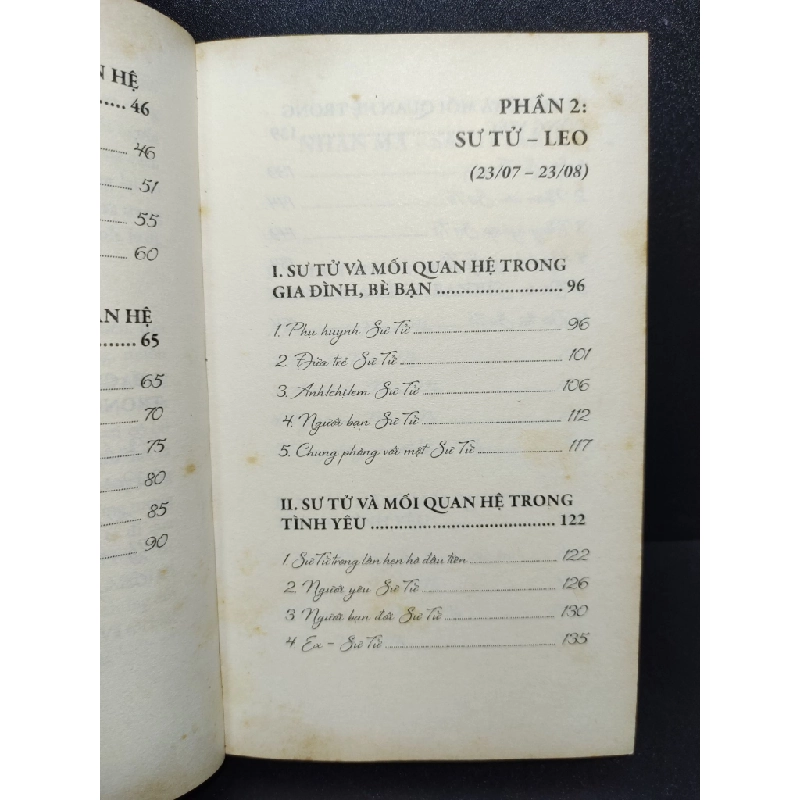 ÁN HỆ
46
46
51
55
60
AN HỆ
65
65
70
75
80
85
90
PHẦN 2:
SƯ TỬ – LEO
(23/07 – 23/08)
I. SƯ TỬ VÀ MỐI QUAN HỆ TRONG
GIA ĐÌNH, BÈ BẠN ........................... 96
1. Phụ huynh Sư Tử 96
2. Đứa trẻ Sư Tử 101
3. Anh/chị/em Sư Tử 106
4. Người bạn Sư Tử 112
5. Chung phòng với một Sư Tử 117
II. SƯ TỬ VÀ MỐI QUAN HỆ TRONG
TÌNH YÊU ....................................... 122
1 Sư Tử trong lần hẹn hò đầu tiên 122
2 Người yêu Sư Tử 126
3 Người bạn đời Sư Tử 130
4 Ex – Sư Tử 135